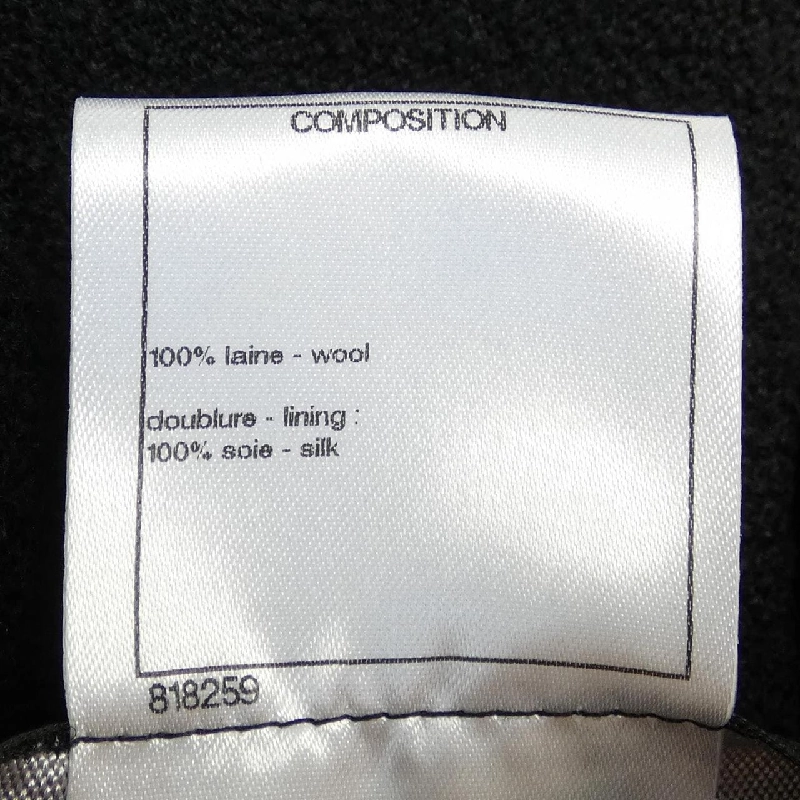 COMPOSITION
100% laine - wool
doublure - lining :
100% soie - silk
818259